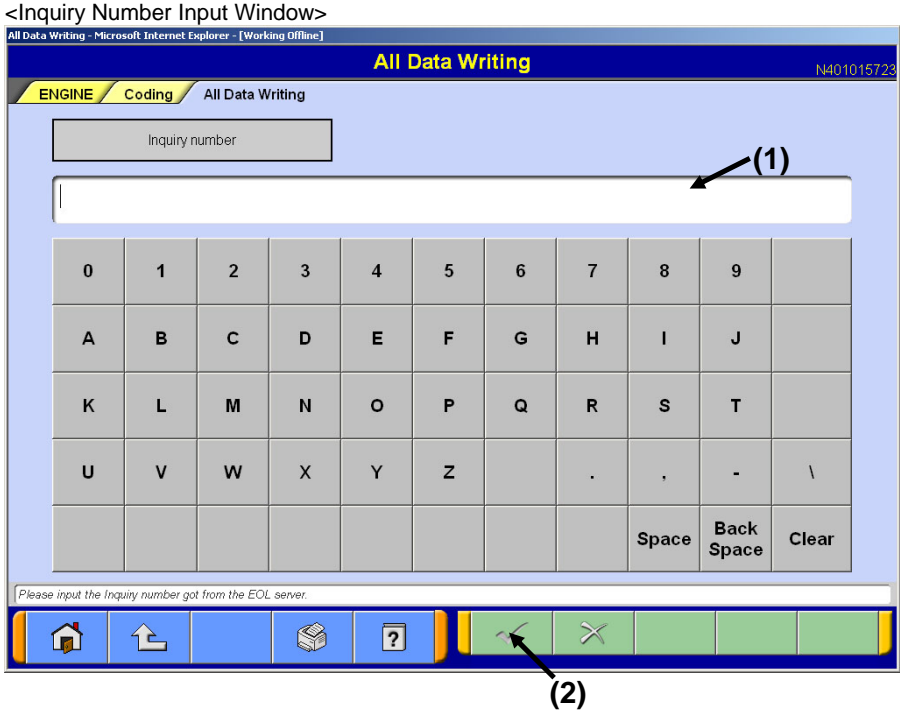 <Inquiry Number Input Window>
All Data Writing - Microsoft Internet Explorer - [Working Offline]
All Data Writing
N401015723
ENGINE Coding All Data Writing
Inquiry number
(1)
0 1 2 3 4 5 6 7 8 9
A B C D E F G H I J
K L M N O P Q R S T
U V W X Y Z . , - \
Space Back Space Clear
Please input the Inquiry number got from the EOL server.
?
(2)